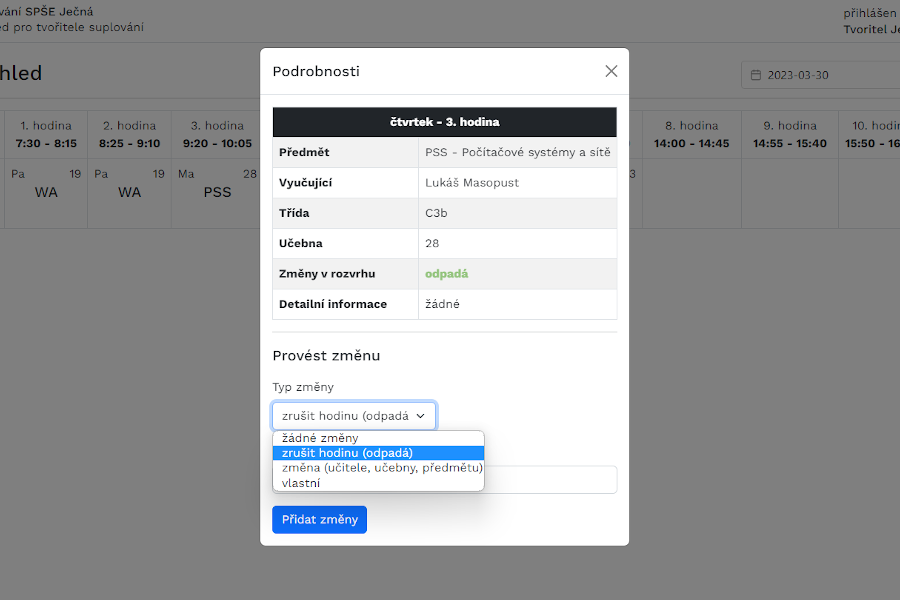 vání SPŠE Ječná
ed pro tvořitele suplování
přihlášen
Tvoritel Je
hled
2023-03-30
1. hodina
7:30 - 8:15
2. hodina
8:25 - 9:10
3. hodina
9:20 - 10:05
8. hodina
14:00 - 14:45
9. hodina
14:55 - 15:40
10. hodin
15:50 - 16
Pa 19
WA
Pa 19
WA
Ma 28
PSS
3
Podrobnosti
čtvrtek - 3. hodina
Předmět PSS - Počítačové systémy a sítě
Vyučující Lukáš Masopust
Třída C3b
Učebna 28
Změny v rozvrhu odpadá
Detailní informace žádné
Provést změnu
Typ změny
zrušit hodinu (odpadá
žádné změny
zrušit hodinu (odpadá)
změna (učitele, učebny, předmětu)
vlastní
Přidat změny